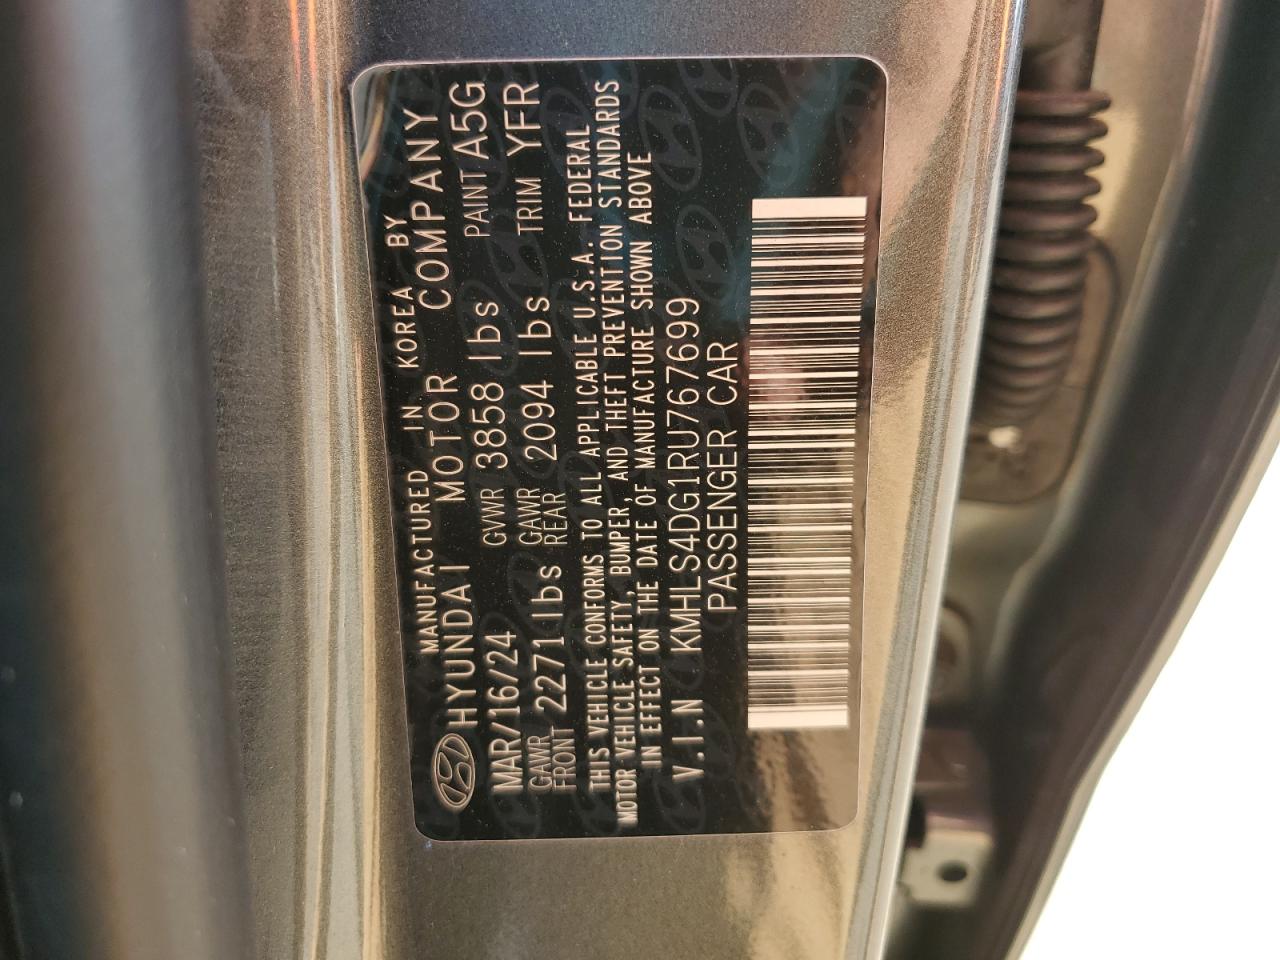 MANUFACTURED IN KOREA BY
HYUNDAI MOTOR COMPANY
MAR/16/24 GVWR 3858 lbs PAINT A5G
GAWR FRONT 2271 lbs GAWR REAR 2094 lbs TRIM YFR
THIS VEHICLE CONFORMS TO ALL APPLICABLE U.S.A. FEDERAL
MOTOR VEHICLE SAFETY, BUMPER, AND THEFT PREVENTION STANDARDS
IN EFFECT ON THE DATE OF MANUFACTURE SHOWN ABOVE
V.I.N KMHLS4DG1RU767699
PASSENGER CAR